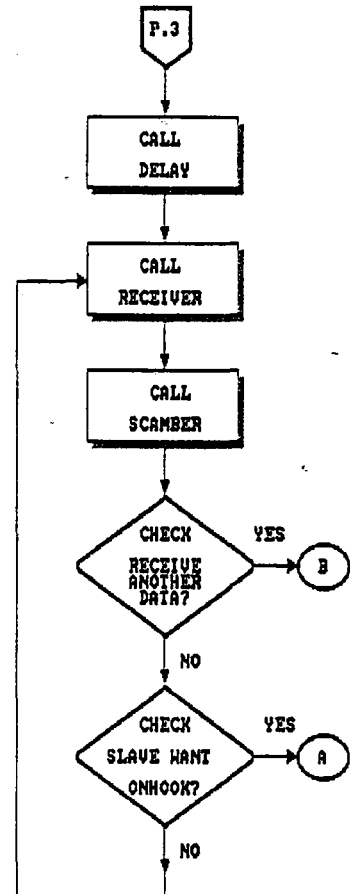 P.3
CALL
DELAY
CALL
RECEIVER
CALL
SCAMBER
CHECK
YES
RECEIVE
ANOTHER
DATA?
B
NO
CHECK
YES
SLAVE WANT
A
ONHOOK?
NO